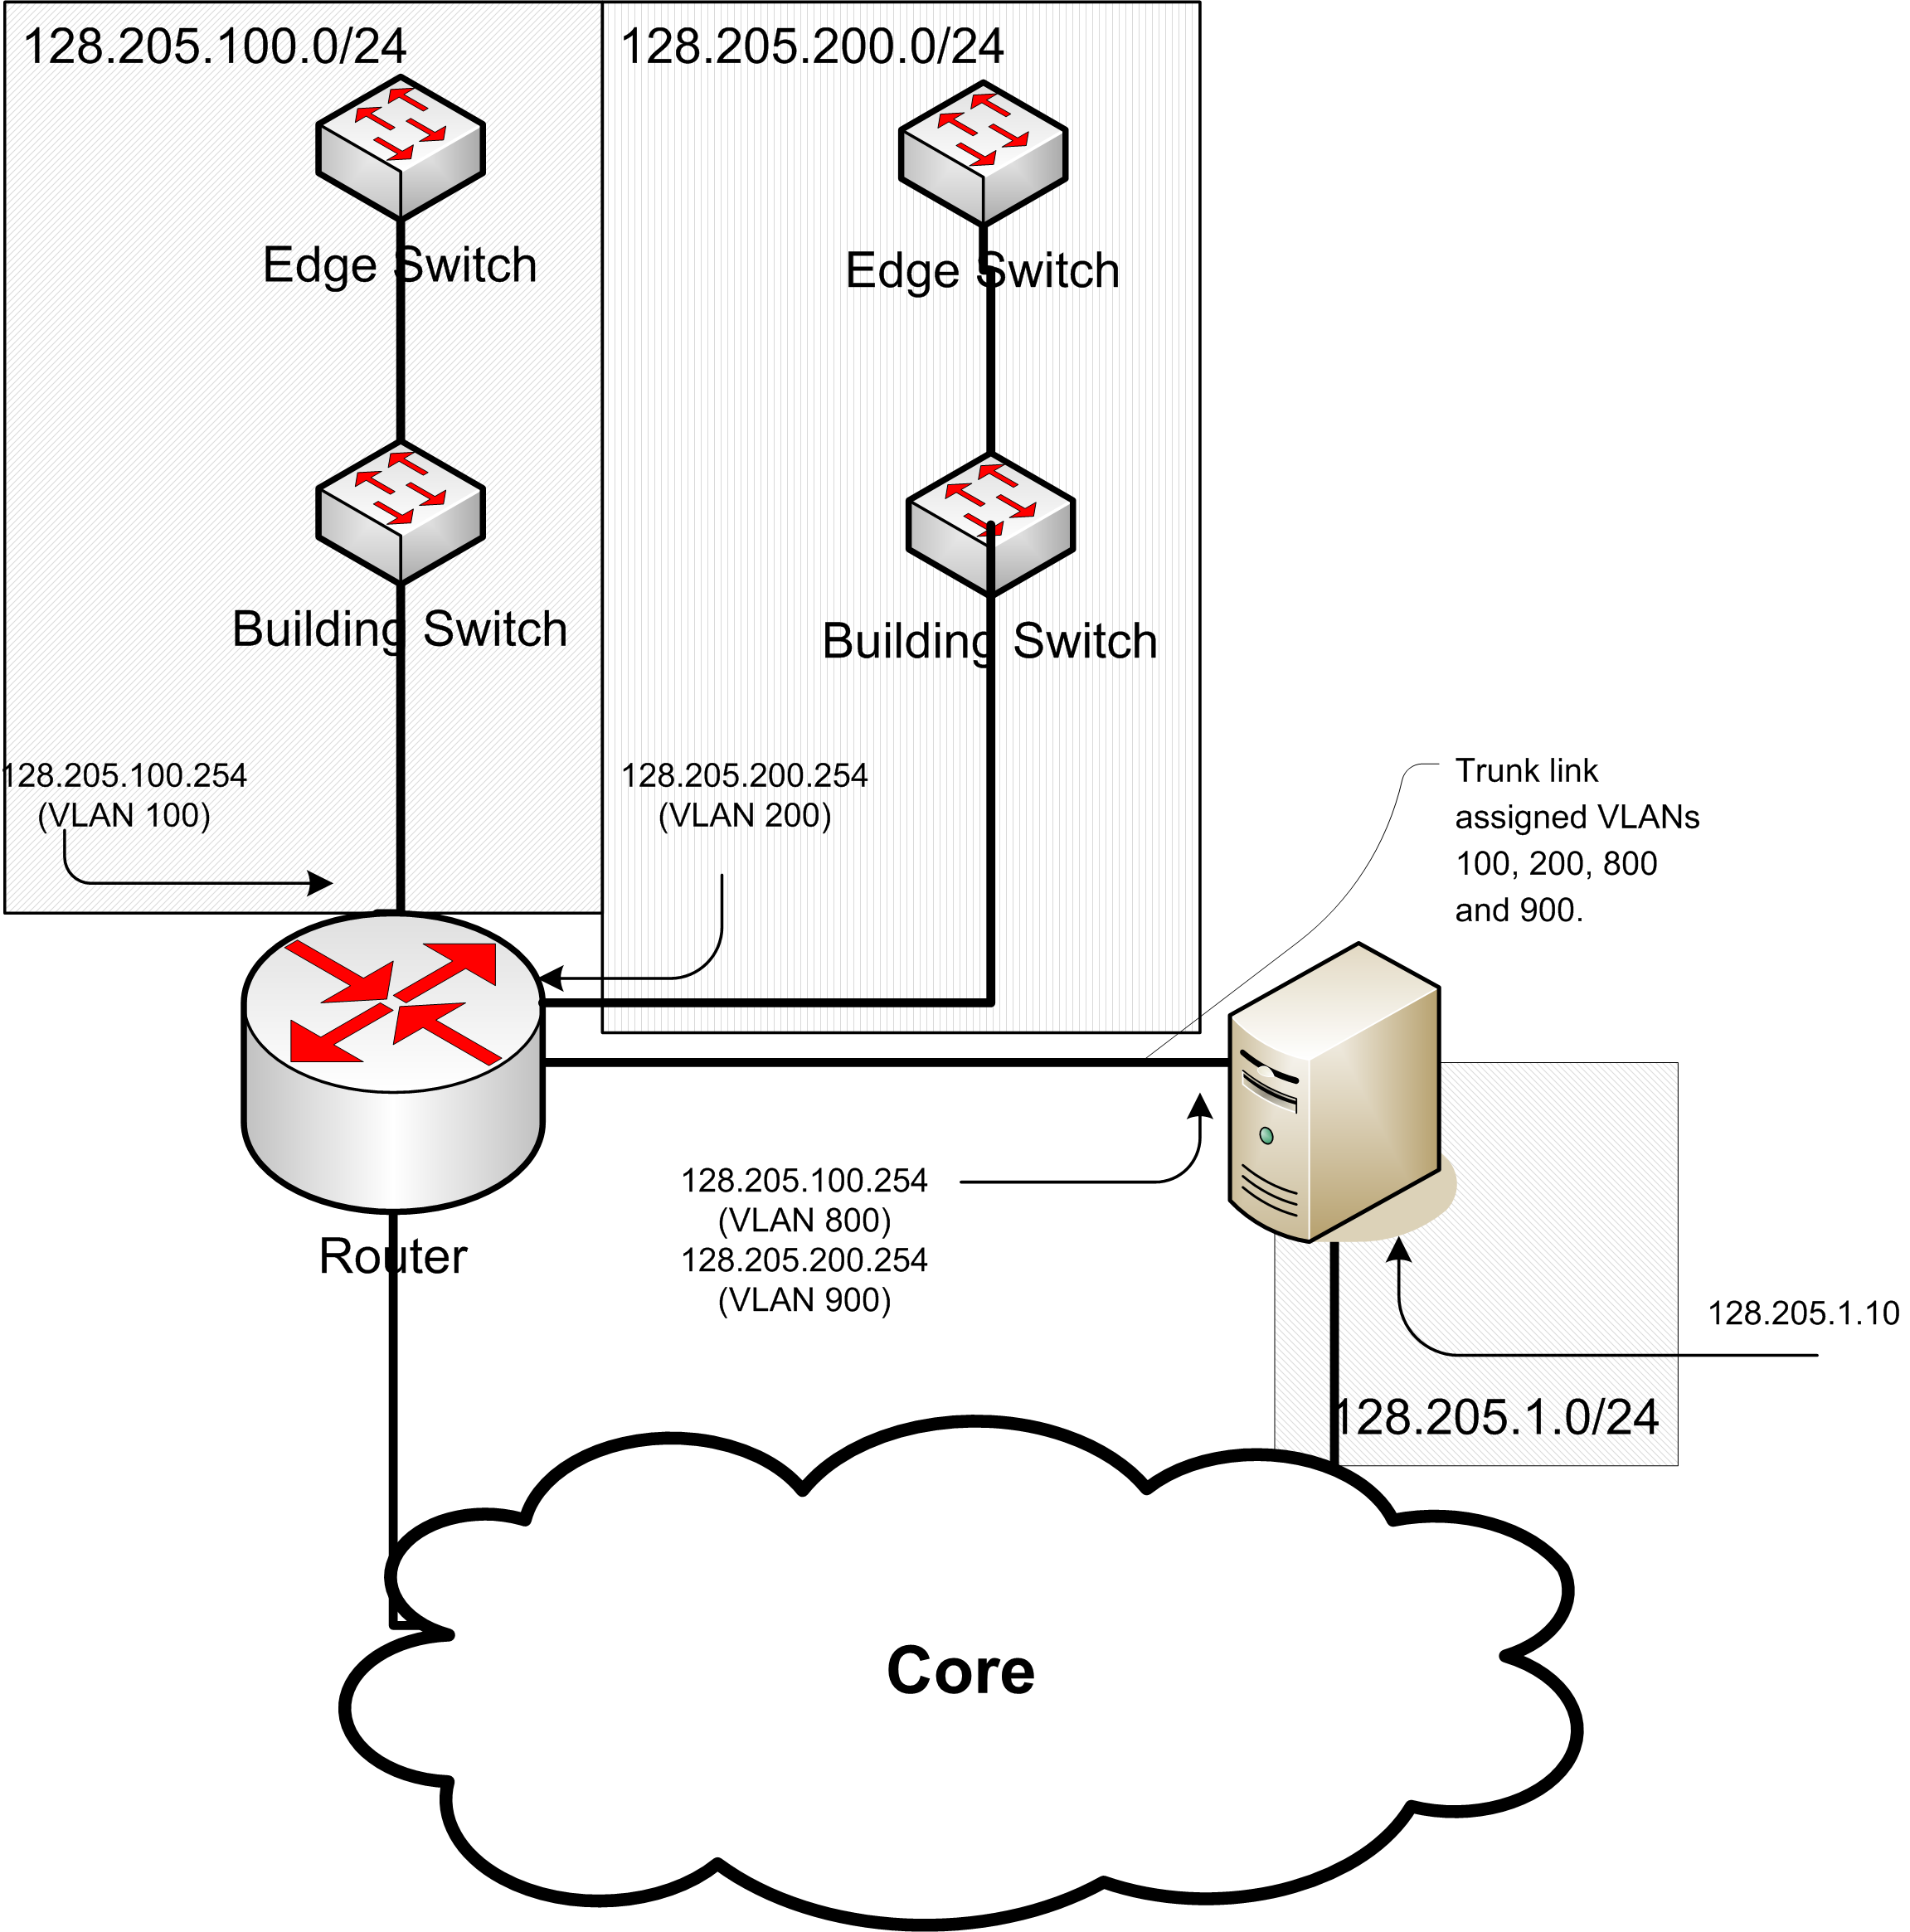 128.205.100.0/24
128.205.200.0/24
Edge Switch
Edge Switch
Building Switch
Building Switch
128.205.100.254
(VLAN 100)
128.205.200.254
(VLAN 200)
Trunk link
assigned VLANs
100, 200, 800
and 900.
128.205.100.254
(VLAN 800)
128.205.200.254
(VLAN 900)
Router
128.205.1.10
128.205.1.0/24
Core